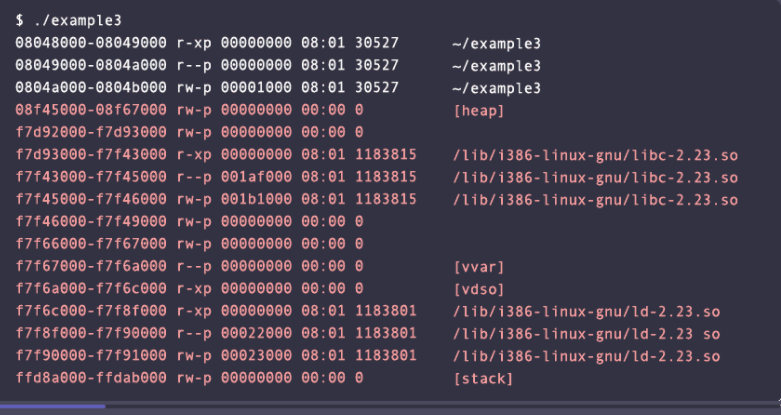 $ ./example3
08048000-08049000 r-xp 00000000 08:01 30527 ~/example3
08049000-0804a000 r--p 00000000 08:01 30527 ~/example3
0804a000-0804b000 rw-p 00001000 08:01 30527 ~/example3
08f45000-08f67000 rw-p 00000000 00:00 0 [heap]
f7d92000-f7d93000 rw-p 00000000 00:00 0
f7d93000-f7f43000 r-xp 00000000 08:01 1183815 /lib/i386-linux-gnu/libc-2.23.so
f7f43000-f7f45000 r--p 001af000 08:01 1183815 /lib/i386-linux-gnu/libc-2.23.so
f7f45000-f7f46000 rw-p 001b1000 08:01 1183815 /lib/i386-linux-gnu/libc-2.23.so
f7f46000-f7f49000 rw-p 00000000 00:00 0
f7f66000-f7f67000 rw-p 00000000 00:00 0
f7f67000-f7f6a000 r--p 00000000 00:00 0 [vvar]
f7f6a000-f7f6c000 r-xp 00000000 00:00 0 [vdso]
f7f6c000-f7f8f000 r-xp 00000000 08:01 1183801 /lib/i386-linux-gnu/ld-2.23.so
f7f8f000-f7f90000 r--p 00022000 08:01 1183801 /lib/i386-linux-gnu/ld-2.23 so
f7f90000-f7f91000 rw-p 00023000 08:01 1183801 /lib/i386-linux-gnu/ld-2.23.so
ffd8a000-ffdab000 rw-p 00000000 00:00 0 [stack]